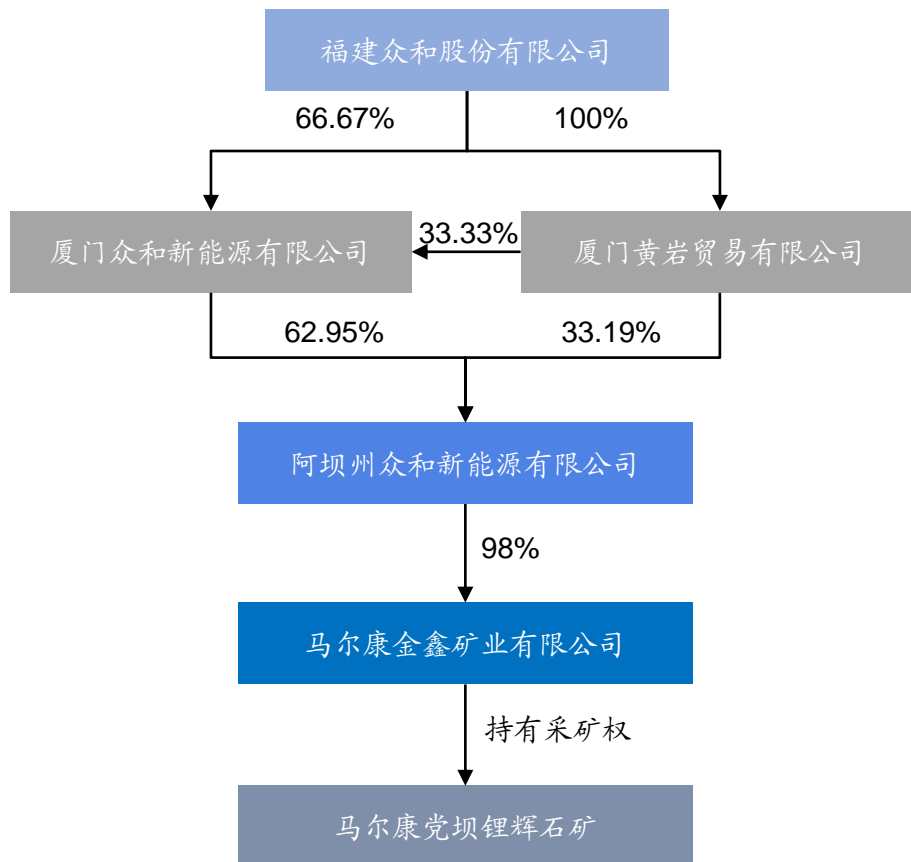 福建众和股份有限公司
66.67%
100%
厦门众和新能源有限公司
33.33%
厦门黄岩贸易有限公司
62.95%
33.19%
阿坝州众和新能源有限公司
98%
马尔康金鑫矿业有限公司
持有采矿权
马尔康党坝锂辉石矿